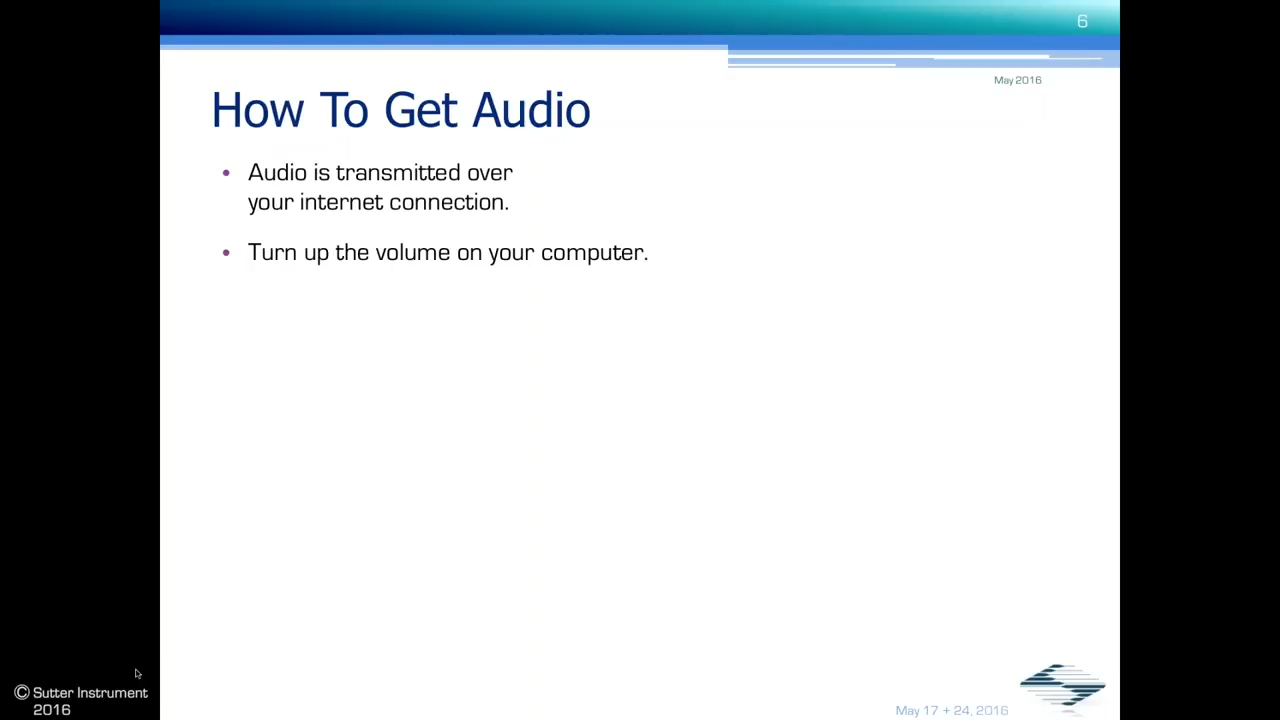 6
May 2016
How To Get Audio
• Audio is transmitted over
your internet connection.
• Turn up the volume on your computer.
© Sutter Instrument
2016
May 17 + 24, 2016